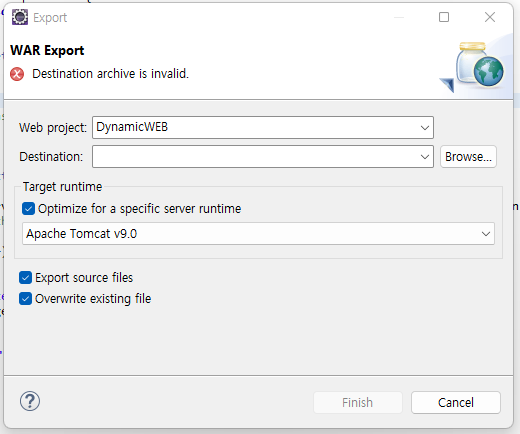 Export
WAR Export
Destination archive is invalid.
Web project: DynamicWEB
Destination: Browse...
Target runtime
Optimize for a specific server runtime
Apache Tomcat v9.0
Export source files
Overwrite existing file
? Finish Cancel